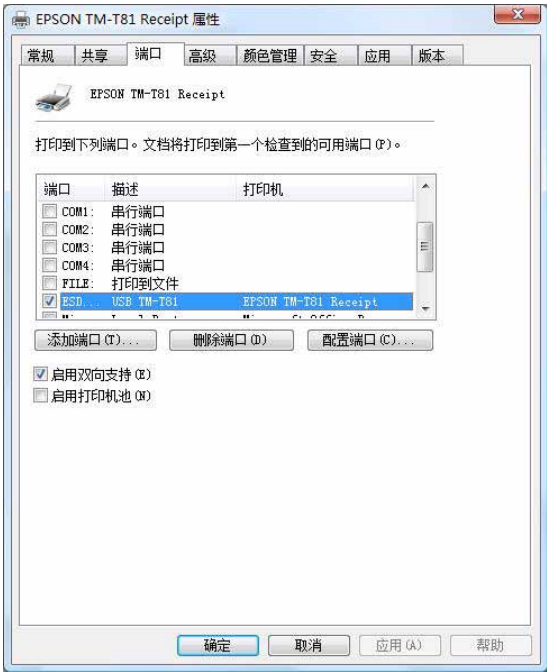 EPSON TM-T81 Receipt 属性
常规 共享 端口 高级 颜色管理 安全 应用 版本
EPSON TM-T81 Receipt
打印到下列端口。文档将打印到第一个检查到的可用端口(P)。
端口 描述 打印机
COM1: 串行端口
COM2: 串行端口
COM3: 串行端口
COM4: 串行端口
FILE: 打印到文件
ESD... USB TM-T81 EPSON TM-T81 Receipt
添加端口(T)... 删除端口(D) 配置端口(C)...
启用双向支持(E)
启用打印机池(N)
确定 取消 应用(A) 帮助